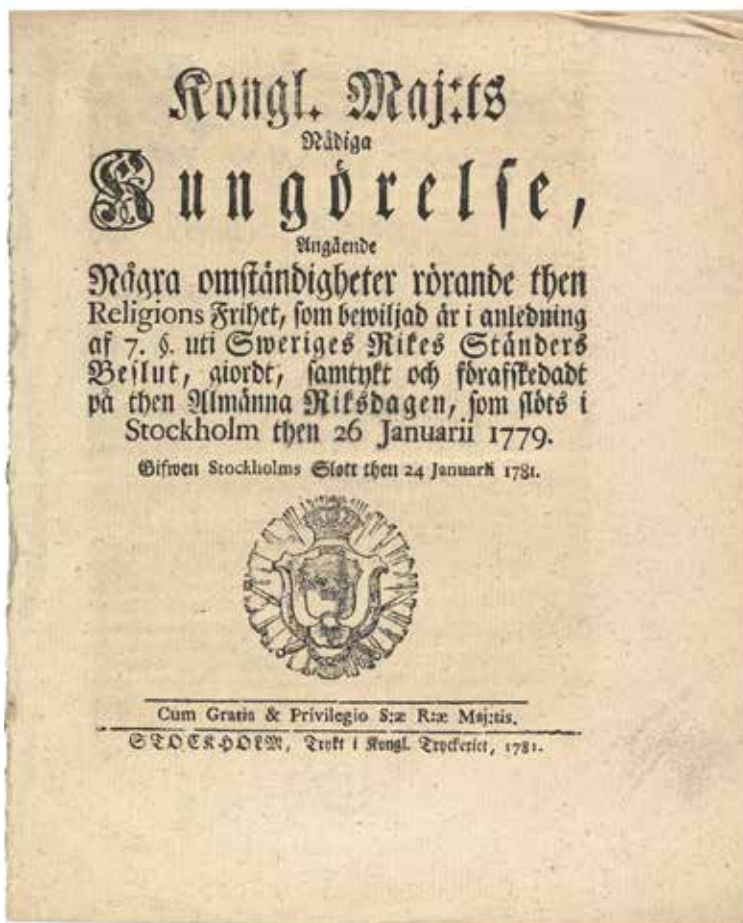 Kongl. Maj:ts
Nådiga
Kungörelse,
Angående
Några omständigheter rörande then
Religions Frihet, som bewiljad är i anledning
af 7. §. uti Sweriges Rikes Ständers
Beslut, giordt, samtykt och förafskedadt
på then Almänna Riksdagen, som slöts i
Stockholm then 26 Januarii 1779.
Gifwen Stockholms Slott then 24 Januarii 1781.
Cum Gratia & Privilegio S:æ R:æ Maj:tis.
STOCKHOLM, Tryckt i Kongl. Tryckeriet, 1781.